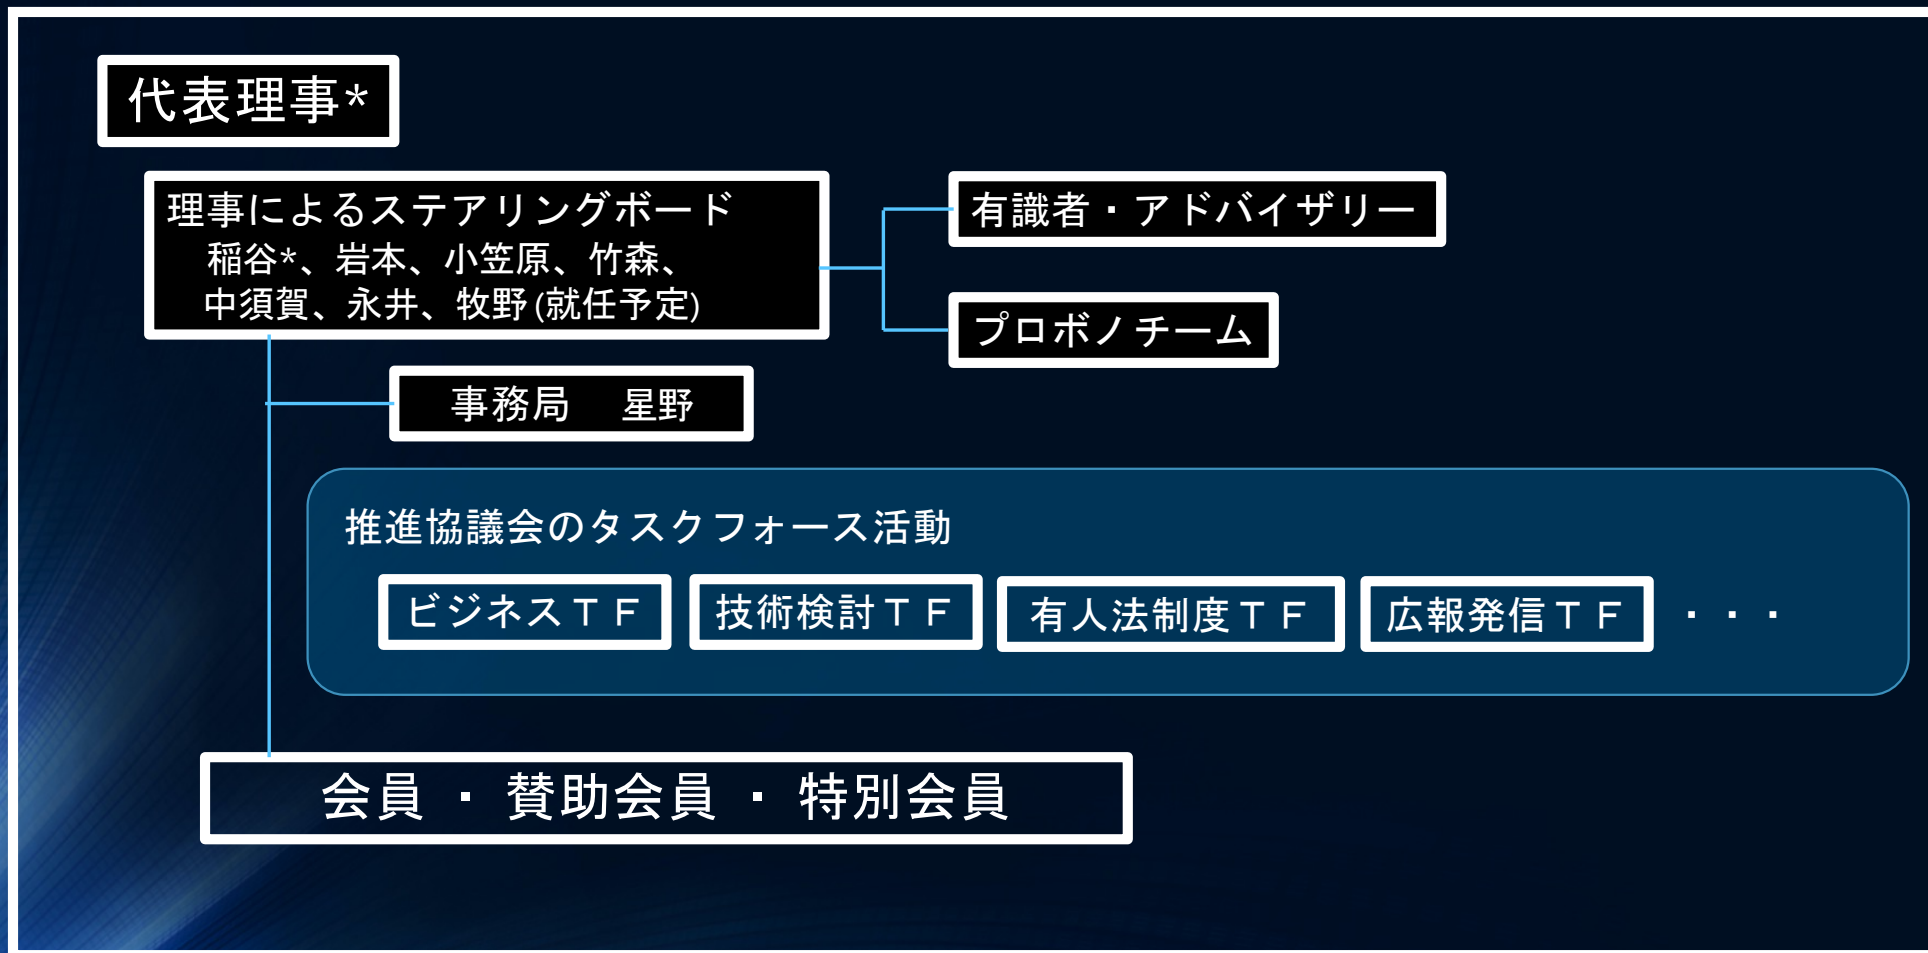 代表理事*
理事によるステアリングボード
稲谷*、岩本、小笠原、竹森、
中須賀、永井、牧野(就任予定)
有識者・アドバイザリー
プロボノチーム
事務局　星野
推進協議会のタスクフォース活動
ビジネスＴＦ
技術検討ＴＦ
有人法制度ＴＦ
広報発信ＴＦ
・・・
会員 ・ 賛助会員 ・ 特別会員